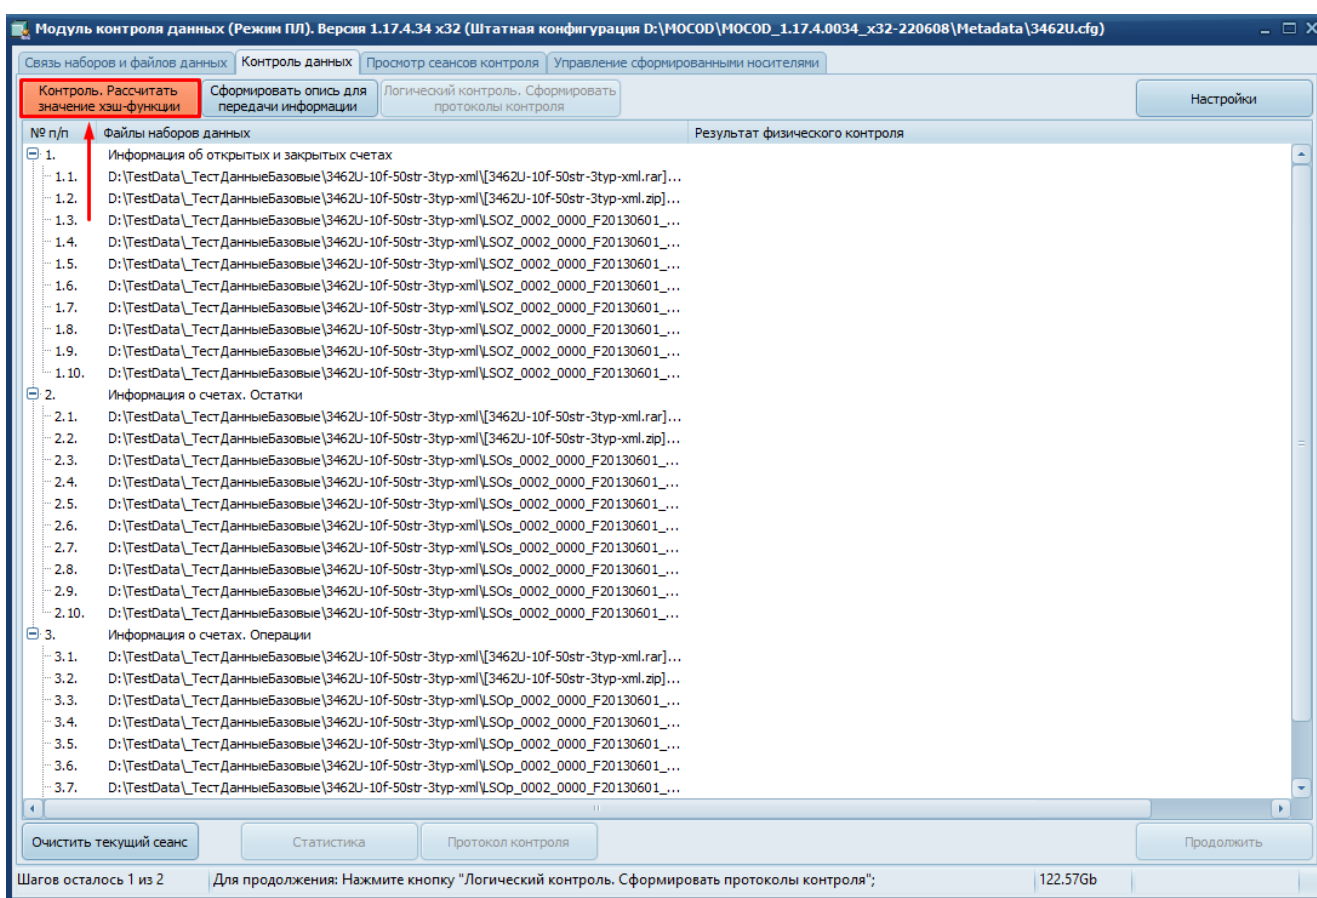 Модуль контроля данных (Режим ПЛ). Версия 1.17.4.34 x32 (Штатная конфигурация D:\MOCOD\MOCOD_1.17.4.0034_x32-220608\Metadata\3462U.cfg)
Связь наборов и файлов данных Контроль данных Просмотр сеансов контроля Управление сформированными носителями
Контроль. Рассчитать значение хэш-функции
Сформировать опись для передачи информации
Логический контроль. Сформировать протоколы контроля
Настройки
№ п/п Файлы наборов данных Результат физического контроля
1. Информация об открытых и закрытых счетах
1.1. D:\TestData\_ТестДанныеБазовые\3462U-10f-50str-3typ-xml\[3462U-10f-50str-3typ-xml.rar]...
1.2. D:\TestData\_ТестДанныеБазовые\3462U-10f-50str-3typ-xml\[3462U-10f-50str-3typ-xml.zip]...
1.3. D:\TestData\_ТестДанныеБазовые\3462U-10f-50str-3typ-xml\LSOZ_0002_0000_F20130601_...
1.4. D:\TestData\_ТестДанныеБазовые\3462U-10f-50str-3typ-xml\LSOZ_0002_0000_F20130601_...
1.5. D:\TestData\_ТестДанныеБазовые\3462U-10f-50str-3typ-xml\LSOZ_0002_0000_F20130601_...
1.6. D:\TestData\_ТестДанныеБазовые\3462U-10f-50str-3typ-xml\LSOZ_0002_0000_F20130601_...
1.7. D:\TestData\_ТестДанныеБазовые\3462U-10f-50str-3typ-xml\LSOZ_0002_0000_F20130601_...
1.8. D:\TestData\_ТестДанныеБазовые\3462U-10f-50str-3typ-xml\LSOZ_0002_0000_F20130601_...
1.9. D:\TestData\_ТестДанныеБазовые\3462U-10f-50str-3typ-xml\LSOZ_0002_0000_F20130601_...
1.10. D:\TestData\_ТестДанныеБазовые\3462U-10f-50str-3typ-xml\LSOZ_0002_0000_F20130601_...
2. Информация о счетах. Остатки
2.1. D:\TestData\_ТестДанныеБазовые\3462U-10f-50str-3typ-xml\[3462U-10f-50str-3typ-xml.rar]...
2.2. D:\TestData\_ТестДанныеБазовые\3462U-10f-50str-3typ-xml\[3462U-10f-50str-3typ-xml.zip]...
2.3. D:\TestData\_ТестДанныеБазовые\3462U-10f-50str-3typ-xml\LSOs_0002_0000_F20130601_...
2.4. D:\TestData\_ТестДанныеБазовые\3462U-10f-50str-3typ-xml\LSOs_0002_0000_F20130601_...
2.5. D:\TestData\_ТестДанныеБазовые\3462U-10f-50str-3typ-xml\LSOs_0002_0000_F20130601_...
2.6. D:\TestData\_ТестДанныеБазовые\3462U-10f-50str-3typ-xml\LSOs_0002_0000_F20130601_...
2.7. D:\TestData\_ТестДанныеБазовые\3462U-10f-50str-3typ-xml\LSOs_0002_0000_F20130601_...
2.8. D:\TestData\_ТестДанныеБазовые\3462U-10f-50str-3typ-xml\LSOs_0002_0000_F20130601_...
2.9. D:\TestData\_ТестДанныеБазовые\3462U-10f-50str-3typ-xml\LSOs_0002_0000_F20130601_...
2.10. D:\TestData\_ТестДанныеБазовые\3462U-10f-50str-3typ-xml\LSOs_0002_0000_F20130601_...
3. Информация о счетах. Операции
3.1. D:\TestData\_ТестДанныеБазовые\3462U-10f-50str-3typ-xml\[3462U-10f-50str-3typ-xml.rar]...
3.2. D:\TestData\_ТестДанныеБазовые\3462U-10f-50str-3typ-xml\[3462U-10f-50str-3typ-xml.zip]...
3.3. D:\TestData\_ТестДанныеБазовые\3462U-10f-50str-3typ-xml\LSOp_0002_0000_F20130601_...
3.4. D:\TestData\_ТестДанныеБазовые\3462U-10f-50str-3typ-xml\LSOp_0002_0000_F20130601_...
3.5. D:\TestData\_ТестДанныеБазовые\3462U-10f-50str-3typ-xml\LSOp_0002_0000_F20130601_...
3.6. D:\TestData\_ТестДанныеБазовые\3462U-10f-50str-3typ-xml\LSOp_0002_0000_F20130601_...
3.7. D:\TestData\_ТестДанныеБазовые\3462U-10f-50str-3typ-xml\LSOp_0002_0000_F20130601_...
Очистить текущий сеанс Статистика Протокол контроля Продолжить
Шагов осталось 1 из 2 Для продолжения: Нажмите кнопку "Логический контроль. Сформировать протоколы контроля"; 122.57Gb